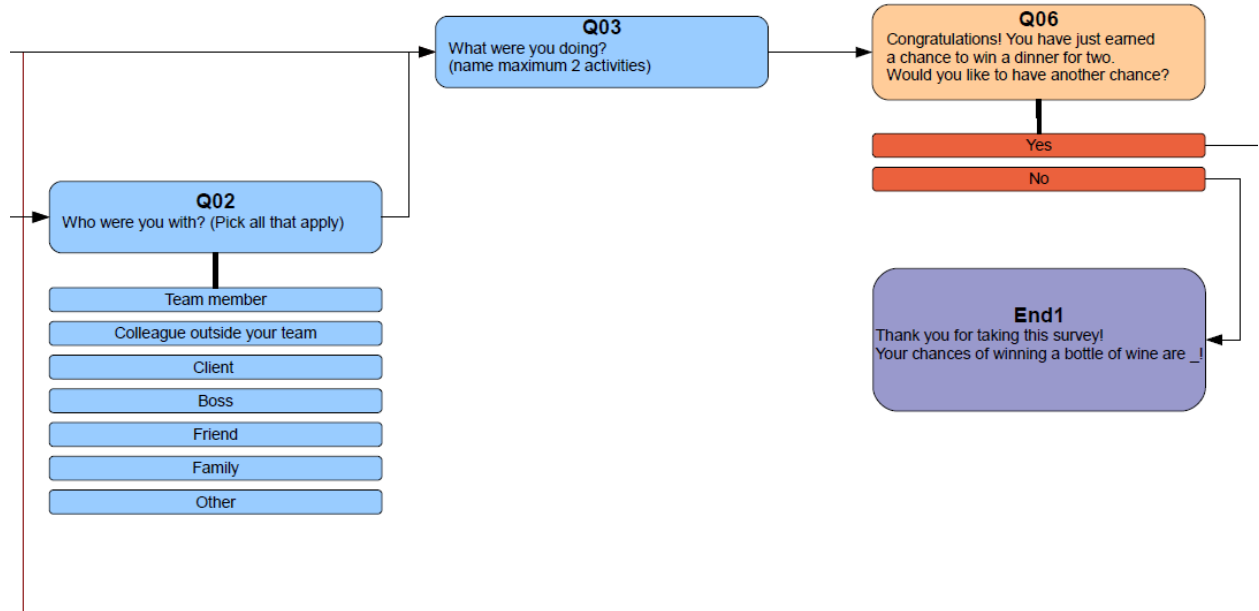 Q03
What were you doing?
(name maximum 2 activities)
Q06
Congratulations! You have just earned
a chance to win a dinner for two.
Would you like to have another chance?
Yes
No
Q02
Who were you with? (Pick all that apply)
Team member
Colleague outside your team
Client
Boss
Friend
Family
Other
End1
Thank you for taking this survey!
Your chances of winning a bottle of wine are _!